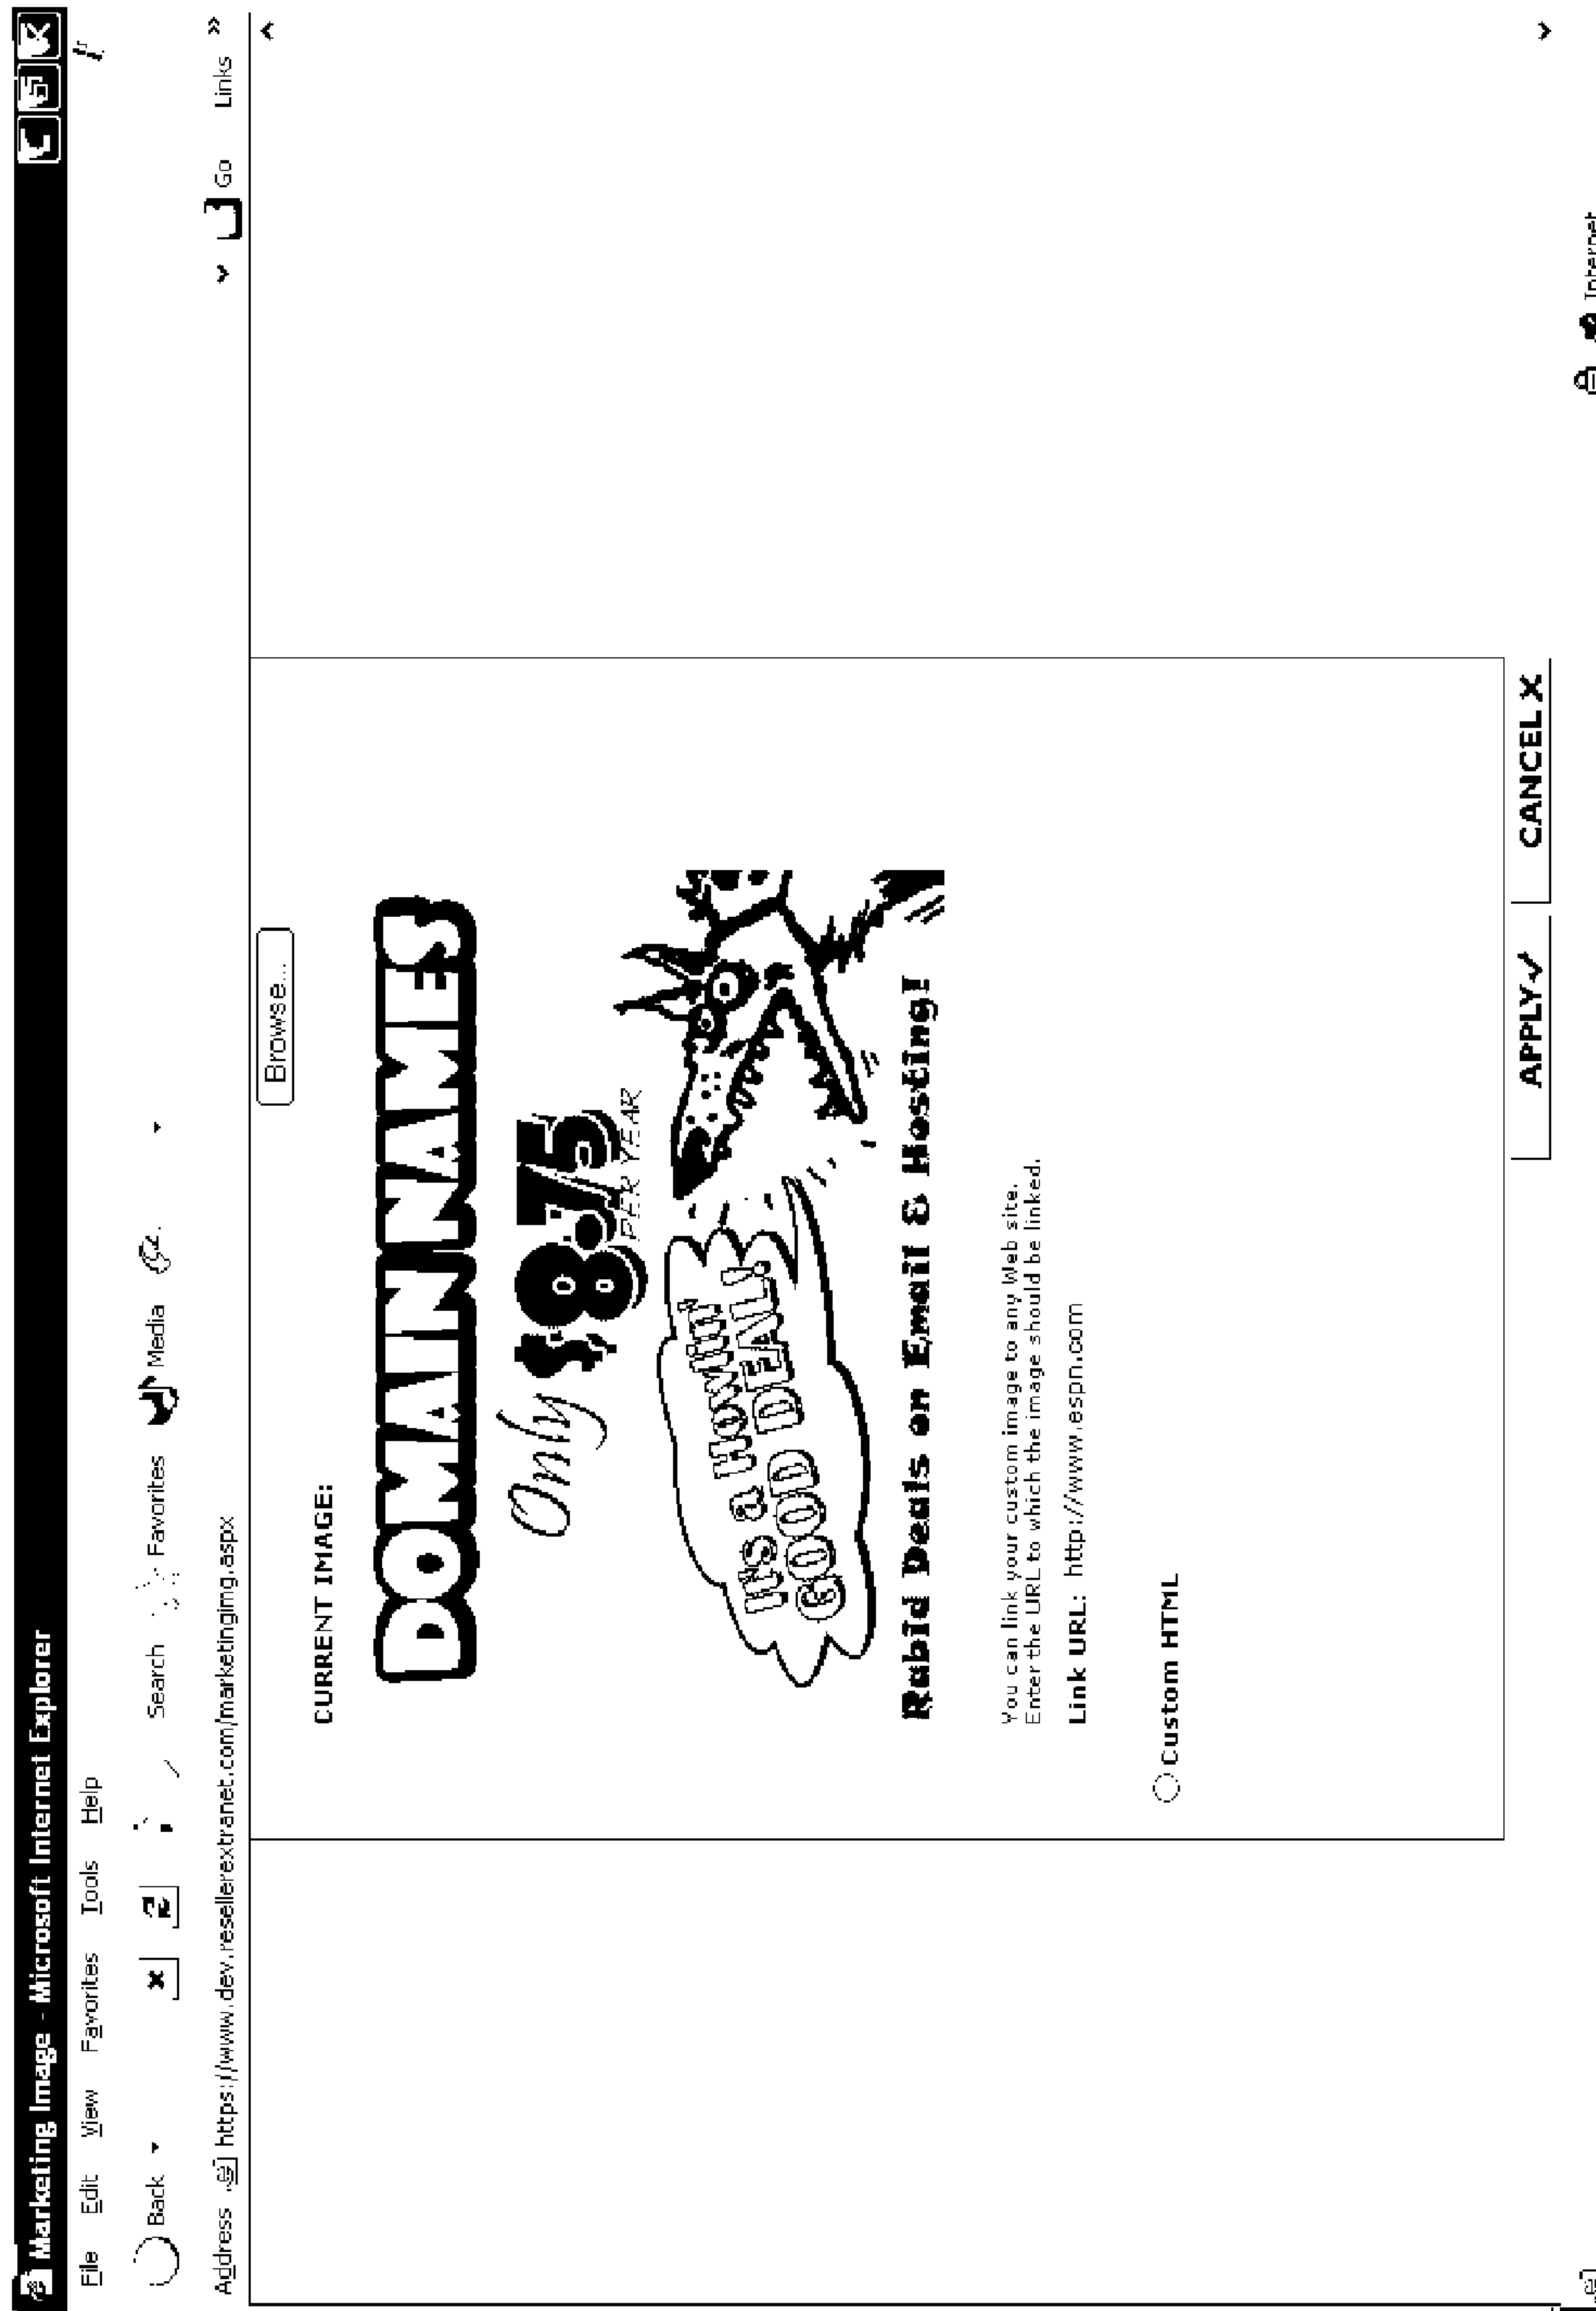 Marketing Image - Microsoft Internet Explorer
File Edit View Favorites Tools Help
Back Search Favorites Media
Address https://www.dev.resellerextranet.com/marketingimg.aspx Go Links »
Browse...
CURRENT IMAGE:
DOMAIN NAMES
Only $8.75
PER YEAR
It's a HOWlin'
GOOD DEAL!
Rabid Deals on Email & Hosting!
You can link your custom image to any Web site.
Enter the URL to which the image should be linked.
Link URL: http://www.espn.com
Custom HTML
APPLY CANCEL X
Internet